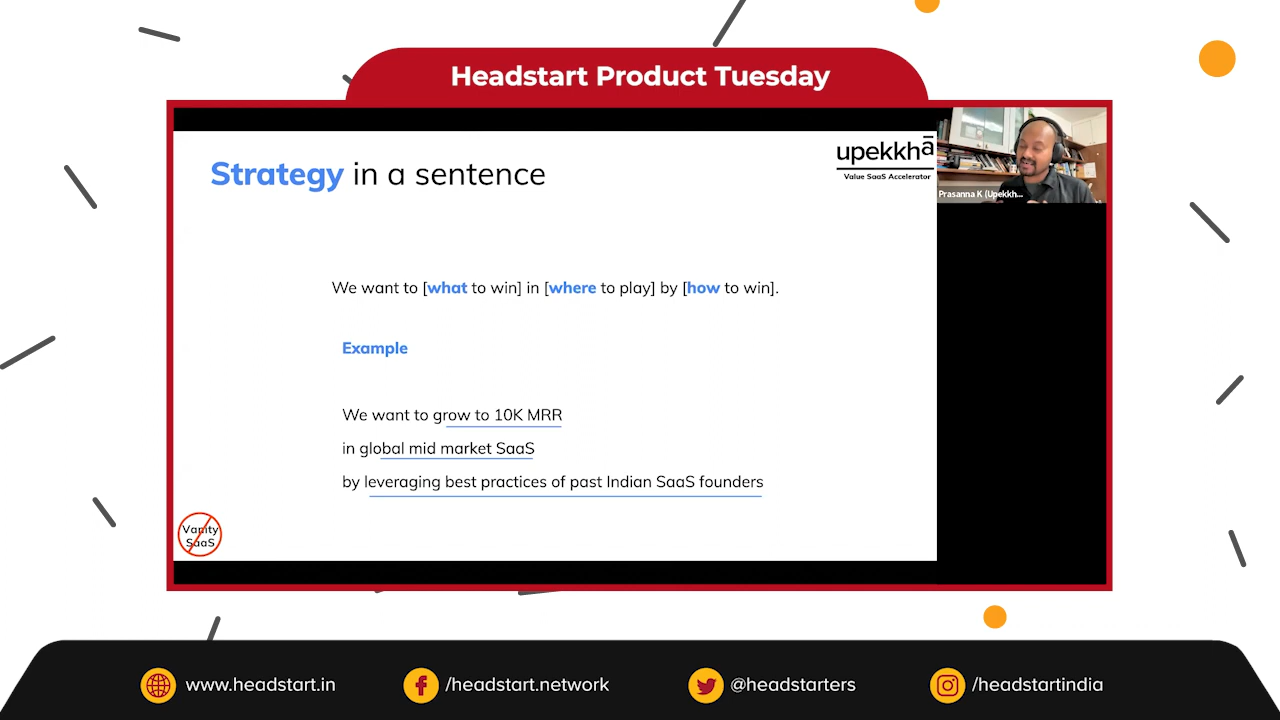 Headstart Product Tuesday
Strategy in a sentence
upekkhā
Value SaaS Accelerator
Prasanna K (Upekkh...
We want to [what to win] in [where to play] by [how to win].
Example
We want to grow to 10K MRR
in global mid market SaaS
by leveraging best practices of past Indian SaaS founders
Vanity
SaaS
www.headstart.in
/headstart.network
@headstarters
/headstartindia